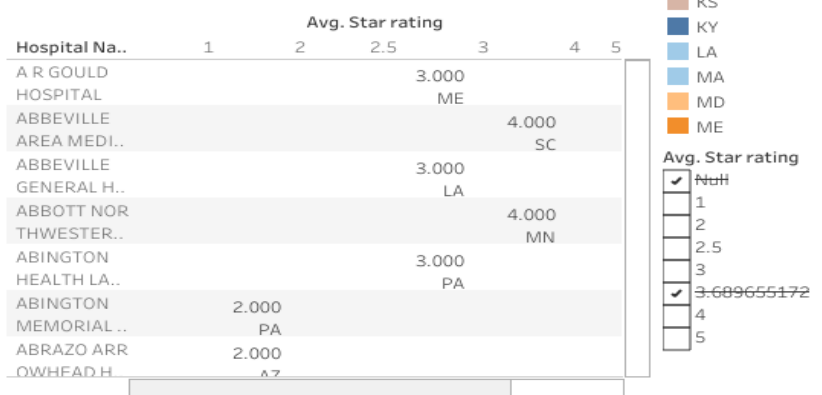 Avg. Star rating
Hospital Na.. 1 2 2.5 3 4 5
A R GOULD
HOSPITAL
3.000
ME
ABBEVILLE
AREA MEDI..
4.000
SC
ABBEVILLE
GENERAL H..
3.000
LA
ABBOTT NOR
THWESTER..
4.000
MN
ABINGTON
HEALTH LA..
3.000
PA
ABINGTON
MEMORIAL ..
2.000
PA
ABRAZO ARR
OWHEAD H..
2.000
AZ
KS
KY
LA
MA
MD
ME
Avg. Star rating
Null
1
2
2.5
3
3.689655172
4
5